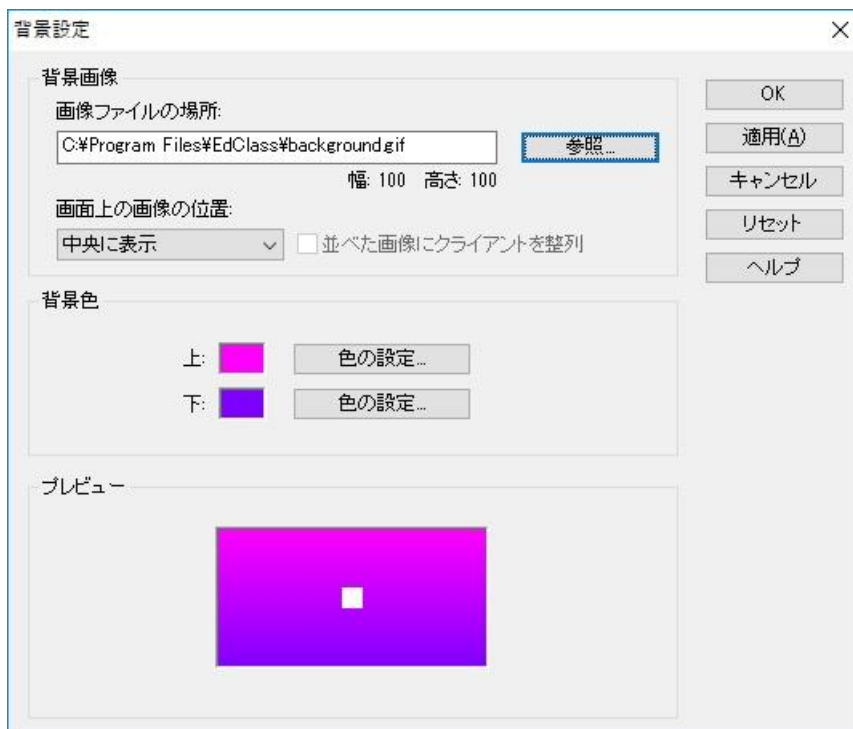 背景設定
背景画像
画像ファイルの場所:
C:¥Program Files¥EdClass¥background.gif
参照...
幅: 100 高さ: 100
画面上の画像の位置:
中央に表示
並べた画像にクライアントを整列
背景色
上:
色の設定...
下:
色の設定...
プレビュー
OK
適用(A)
キャンセル
リセット
ヘルプ